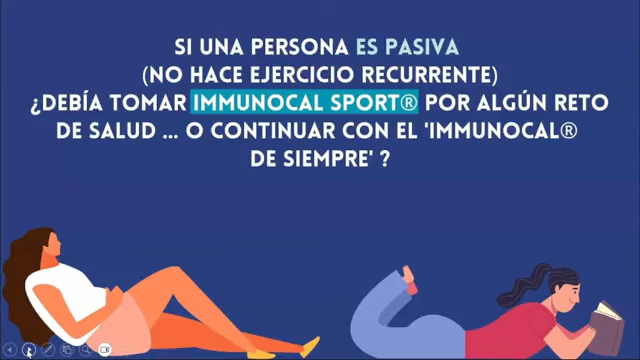 SI UNA PERSONA ES PASIVA
(NO HACE EJERCICIO RECURRENTE)
¿DEBÍA TOMAR IMMUNOCAL SPORT® POR ALGÚN RETO
DE SALUD ... O CONTINUAR CON EL 'IMMUNOCAL®
DE SIEMPRE' ?